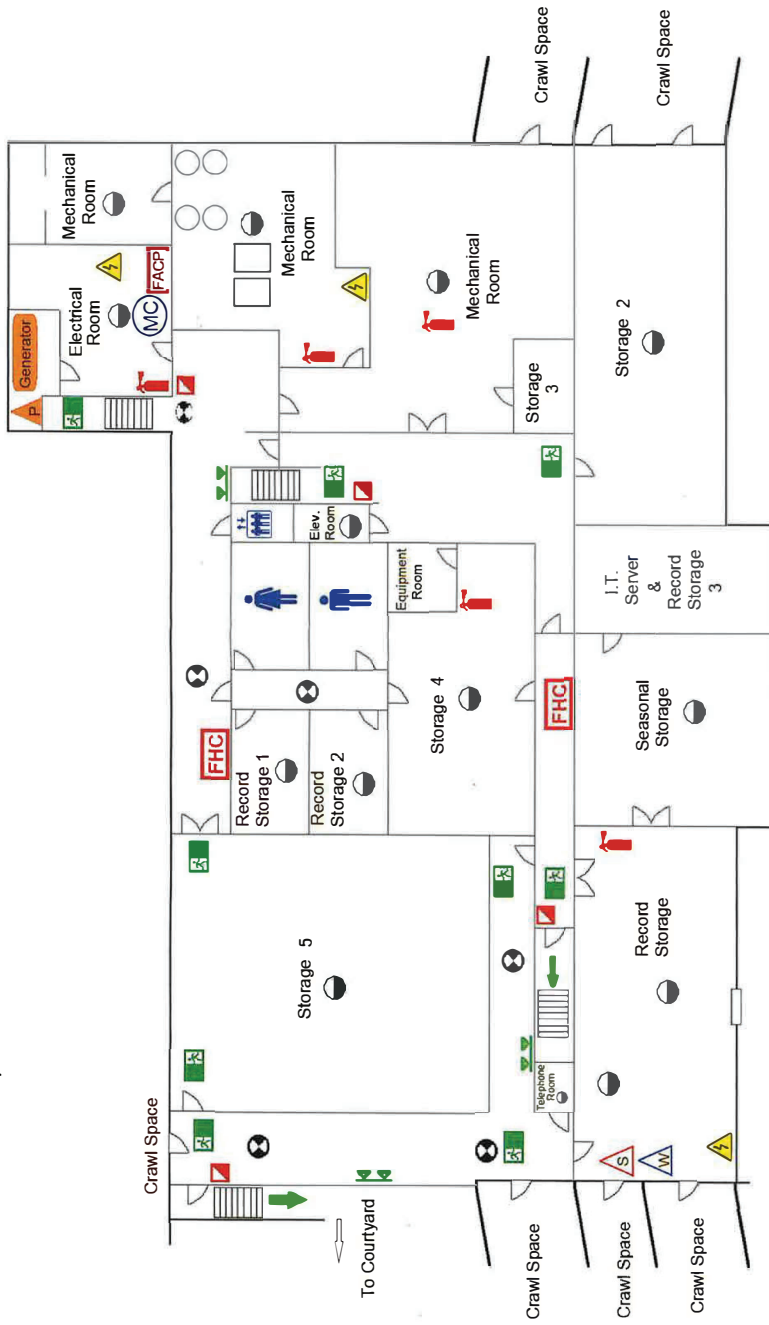 Crawl Space
Crawl Space
Mechanical
Room
Mechanical
Room
Mechanical
Room
Storage 2
Generator
P
Electrical
Room
MC
FACP
Storage
3
Elev.
Room
Equipment
Room
I.T.
Server
&
Record
Storage
3
FHC
Record
Storage 1
Record
Storage 2
Storage 4
FHC
Seasonal
Storage
Storage 5
Record
Storage
Telephone
Room
S
W
Crawl Space
To Courtyard
Crawl Space
Crawl Space
Crawl Space